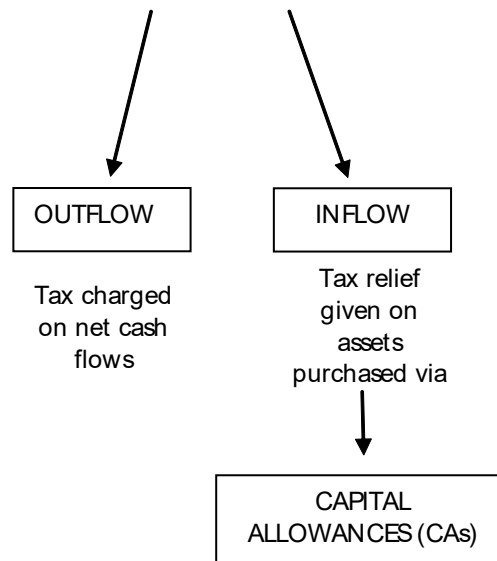 OUTFLOW
INFLOW
Tax charged
on net cash
flows
Tax relief
given on
assets
purchased via
CAPITAL
ALLOWANCES (CAs)